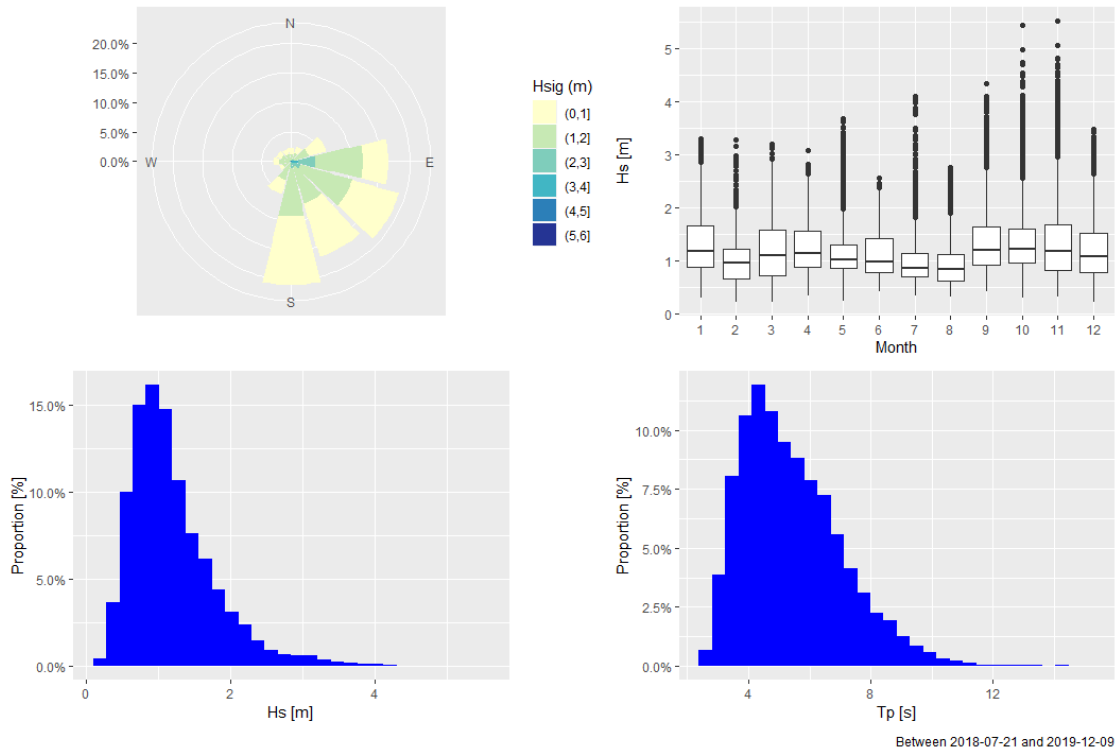 N
20.0%
15.0%
10.0%
5.0%
0.0%
W
E
S
Hsig (m)
(0,1]
(1,2]
(2,3]
(3,4]
(4,5]
(5,6]
Hs [m]
5
4
3
2
1
0
1 2 3 4 5 6 7 8 9 10 11 12
Month
Proportion [%]
15.0%
10.0%
5.0%
0.0%
0 2 4
Hs [m]
Proportion [%]
10.0%
7.5%
5.0%
2.5%
0.0%
4 8 12
Tp [s]
Between 2018-07-21 and 2019-12-09